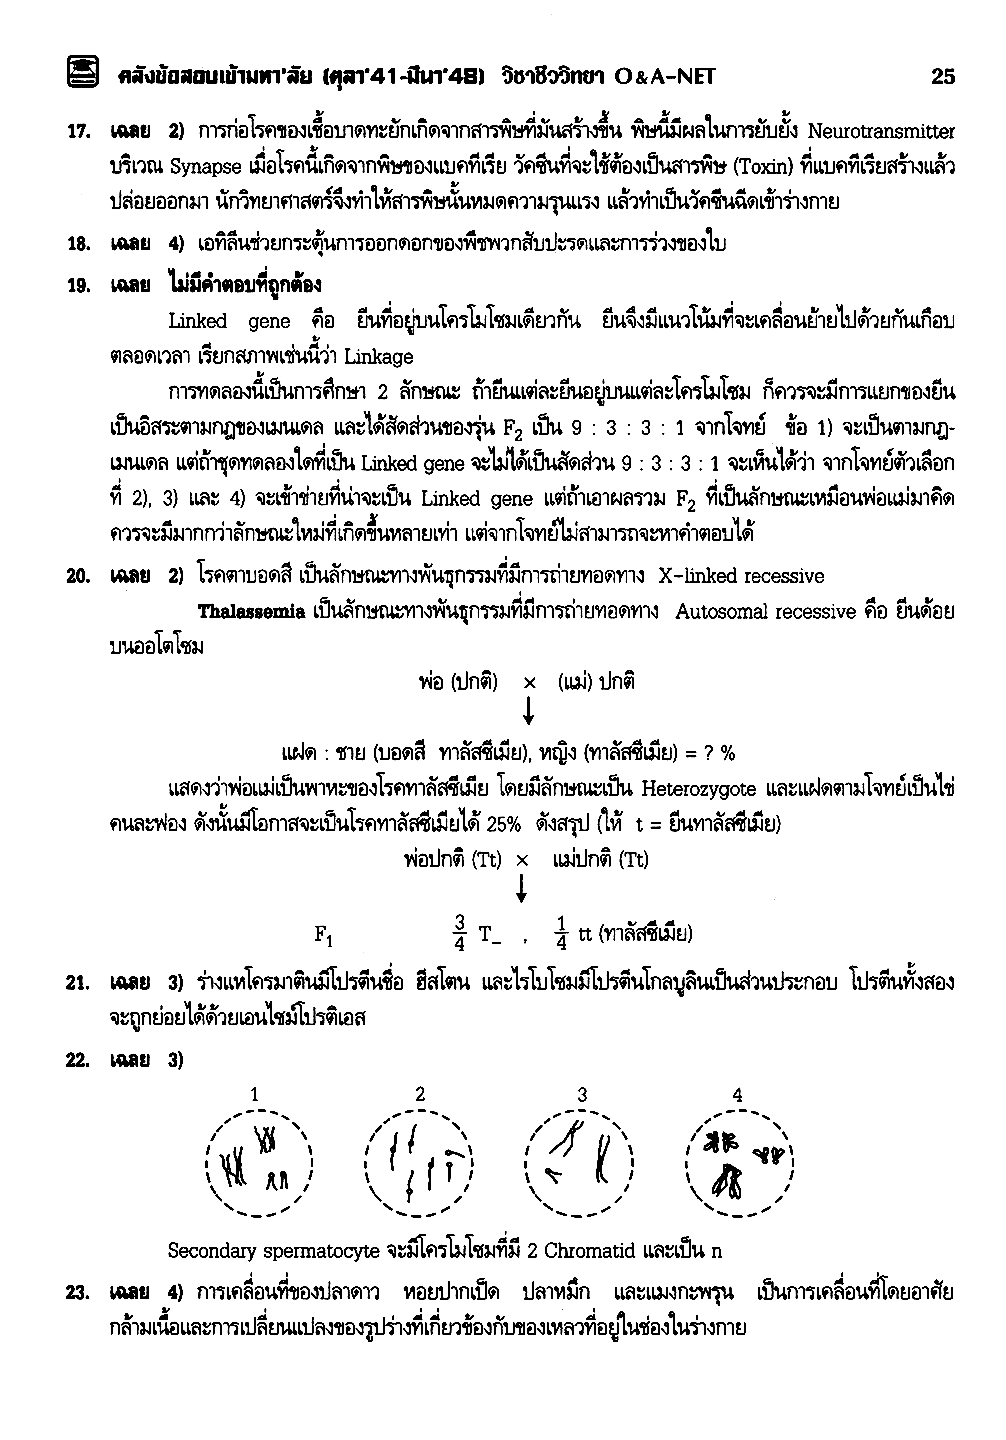 คลังข้อสอบเข้ามหา'ลัย (ตุลา'41-มีนา'48) วิชาชีววิทยา O & A-NET 25
17. เฉลย 2) การก่อโรคของเชื้อบาดทะยักเกิดจากสารพิษที่มันสร้างขึ้น พิษนี้มีผลในการยับยั้ง Neurotransmitter
บริเวณ Synapse เมื่อโรคนี้เกิดจากพิษของแบคทีเรีย วัคซีนที่จะใช้ต้องเป็นสารพิษ (Toxin) ที่แบคทีเรียสร้างแล้ว
ปล่อยออกมา นักวิทยาศาสตร์จึงทำให้สารพิษนั้นหมดความรุนแรง แล้วทำเป็นวัคซีนฉีดเข้าร่างกาย
18. เฉลย 4) เอทิลีนช่วยกระตุ้นการออกดอกของพืชพวกสับปะรดและการร่วงของใบ
19. เฉลย ไม่มีคำตอบที่ถูกต้อง
Linked gene คือ ยีนที่อยู่บนโครโมโซมเดียวกัน ยีนจึงมีแนวโน้มที่จะเคลื่อนย้ายไปด้วยกันเกือบ
ตลอดเวลา เรียกสภาพเช่นนี้ว่า Linkage
การทดลองนี้เป็นการศึกษา 2 ลักษณะ ถ้ายีนแต่ละยีนอยู่บนแต่ละโครโมโซม ก็ควรจะมีการแยกของยีน
เป็นอิสระตามกฎของเมนเดล และได้สัดส่วนของรุ่น F₂ เป็น 9 : 3 : 3 : 1 จากโจทย์ ข้อ 1) จะเป็นตามกฎ-
เมนเดล แต่ถ้าชุดทดลองใดที่เป็น Linked gene จะไม่ได้เป็นสัดส่วน 9 : 3 : 3 : 1 จะเห็นได้ว่า จากโจทย์ตัวเลือก
ที่ 2), 3) และ 4) จะเข้าข่ายที่น่าจะเป็น Linked gene แต่ถ้าเอาผลรวม F₂ ที่เป็นลักษณะเหมือนพ่อแม่มาคิด
ควรจะมีมากกว่าลักษณะใหม่ที่เกิดขึ้นหลายเท่า แต่จากโจทย์ไม่สามารถจะหาคำตอบได้
20. เฉลย 2) โรคตาบอดสี เป็นลักษณะทางพันธุกรรมที่มีการถ่ายทอดทาง X-linked recessive
Thalassemia เป็นลักษณะทางพันธุกรรมที่มีการถ่ายทอดทาง Autosomal recessive คือ ยีนด้อย
บนออโตโซม
พ่อ (ปกติ) × (แม่) ปกติ
↓
แฝด : ชาย (บอดสี ทาลัสซีเมีย), หญิง (ทาลัสซีเมีย) = ? %
แสดงว่าพ่อแม่เป็นพาหะของโรคทาลัสซีเมีย โดยมีลักษณะเป็น Heterozygote และแฝดตามโจทย์เป็นไข่
คนละฟอง ดังนั้นมีโอกาสจะเป็นโรคทาลัสซีเมียได้ 25% ดังสรุป (ให้ t = ยีนทาลัสซีเมีย)
พ่อปกติ (Tt) × แม่ปกติ (Tt)
↓
F₁ 3/4 T_ , 1/4 tt (ทาลัสซีเมีย)
21. เฉลย 3) ร่างแหโครมาตินมีโปรตีนชื่อ ฮีสโตน และไรโบโซมมีโปรตีนโกลบูลินเป็นส่วนประกอบ โปรตีนทั้งสอง
จะถูกย่อยได้ด้วยเอนไซม์โปรติเอส
22. เฉลย 3)
1 2 3 4
Secondary spermatocyte จะมีโครโมโซมที่มี 2 Chromatid และเป็น n
23. เฉลย 4) การเคลื่อนที่ของปลาดาว หอยปากเป็ด ปลาหมึก และแมงกะพรุน เป็นการเคลื่อนที่โดยอาศัย
กล้ามเนื้อและการเปลี่ยนแปลงของรูปร่างที่เกี่ยวข้องกับของเหลวที่อยู่ในช่องในร่างกาย